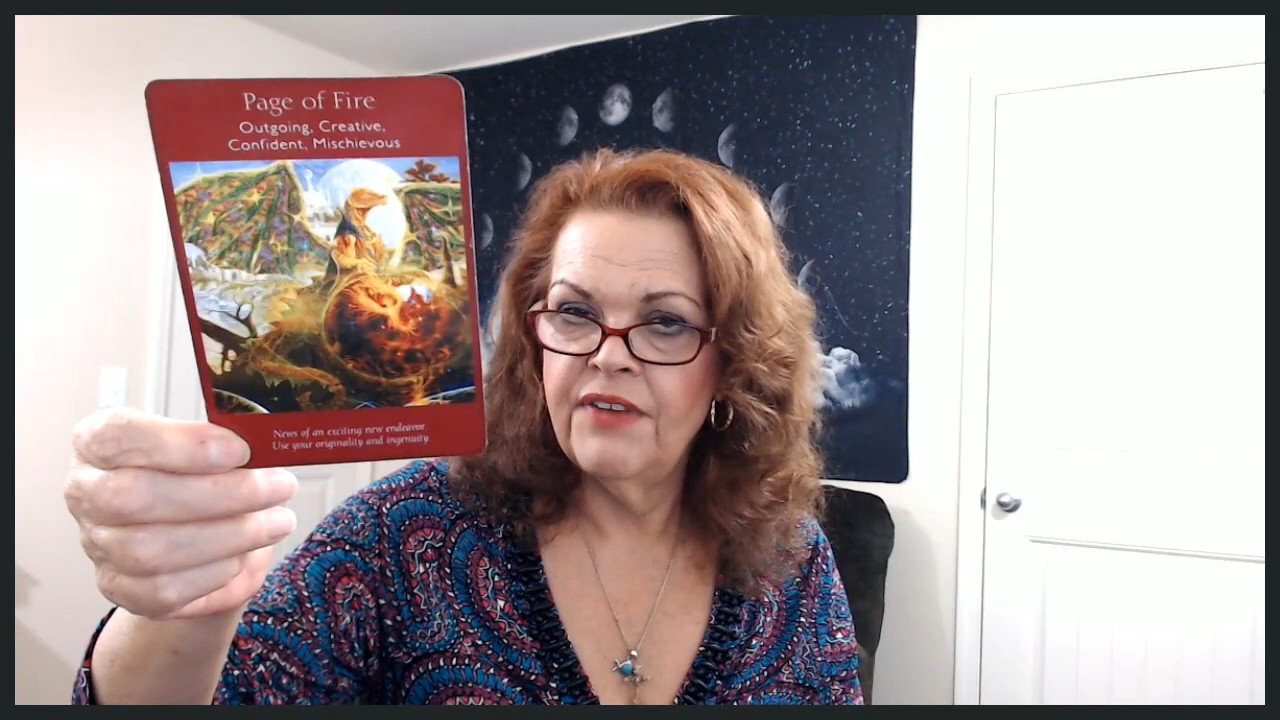 Page of Fire
Outgoing, Creative,
Confident, Mischievous
News of an exciting new endeavor.
Use your originality and ingenuity.